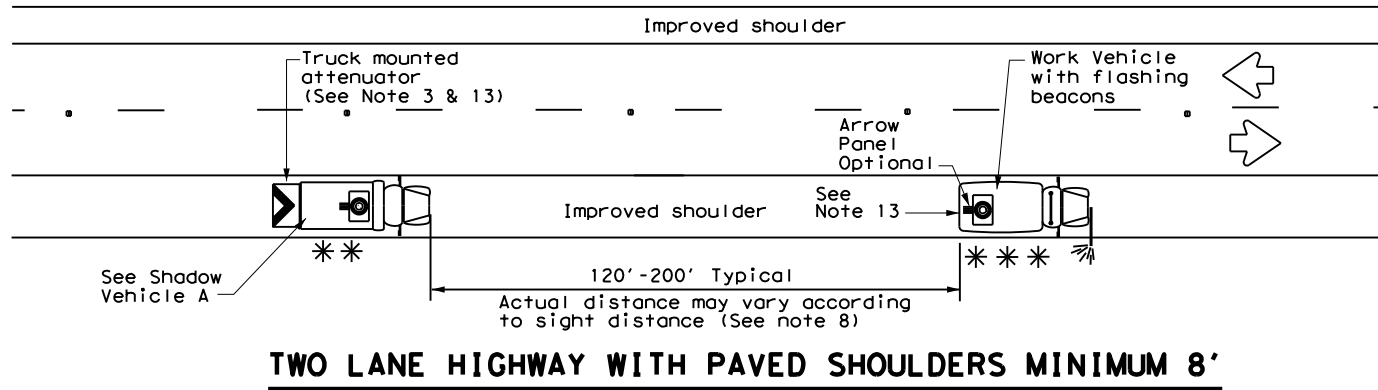 Improved shoulder
Truck mounted
attenuator
(See Note 3 & 13)
Work Vehicle
with flashing
beacons
Arrow
Panel
Optional
See
Note 13
Improved shoulder
See Shadow
Vehicle A
120'-200' Typical
Actual distance may vary according
to sight distance (See note 8)
TWO LANE HIGHWAY WITH PAVED SHOULDERS MINIMUM 8'